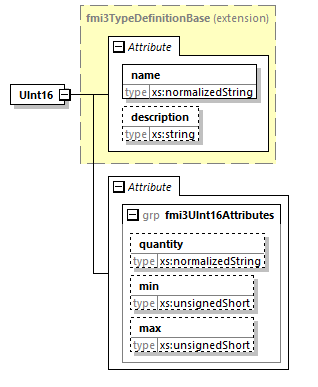 fmi3TypeDefinitionBase (extension)
Attribute
name
type xs:normalizedString
UInt16
description
type xs:string
Attribute
grp fmi3UInt16Attributes
quantity
type xs:normalizedString
min
type xs:unsignedShort
max
type xs:unsignedShort